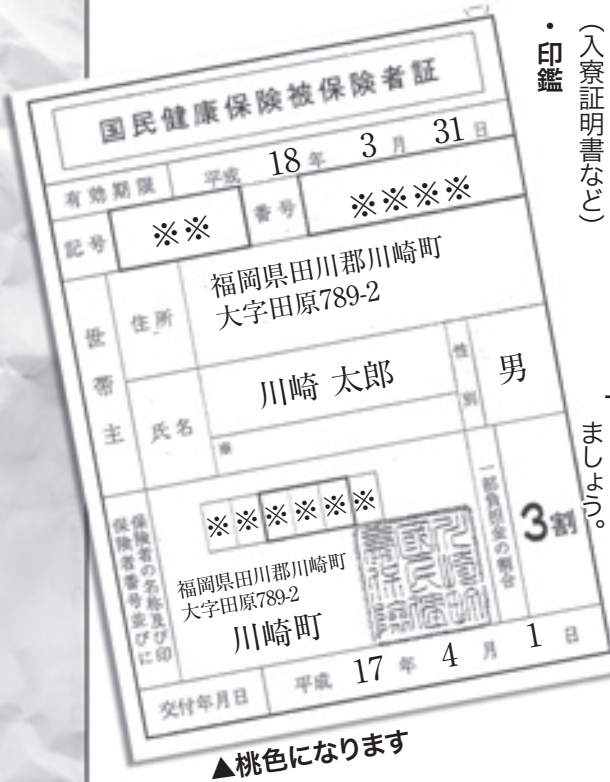 (入寮証明書など)
・印鑑
ましょう。
国民健康保険被保険者証
有効期限 平成 18年 3月 31日
記号 ※※ 番号 ※※※※
世帯主
住所
福岡県田川郡川崎町
大字田原789-2
氏名 川崎 太郎
性別 男
保険者番号並びに
保険者の名称及び印
※※※※※※
福岡県田川郡川崎町
大字田原789-2
川崎町
一部負担金の割合
3割
交付年月日 平成 17年 4月 1日
▲桃色になります